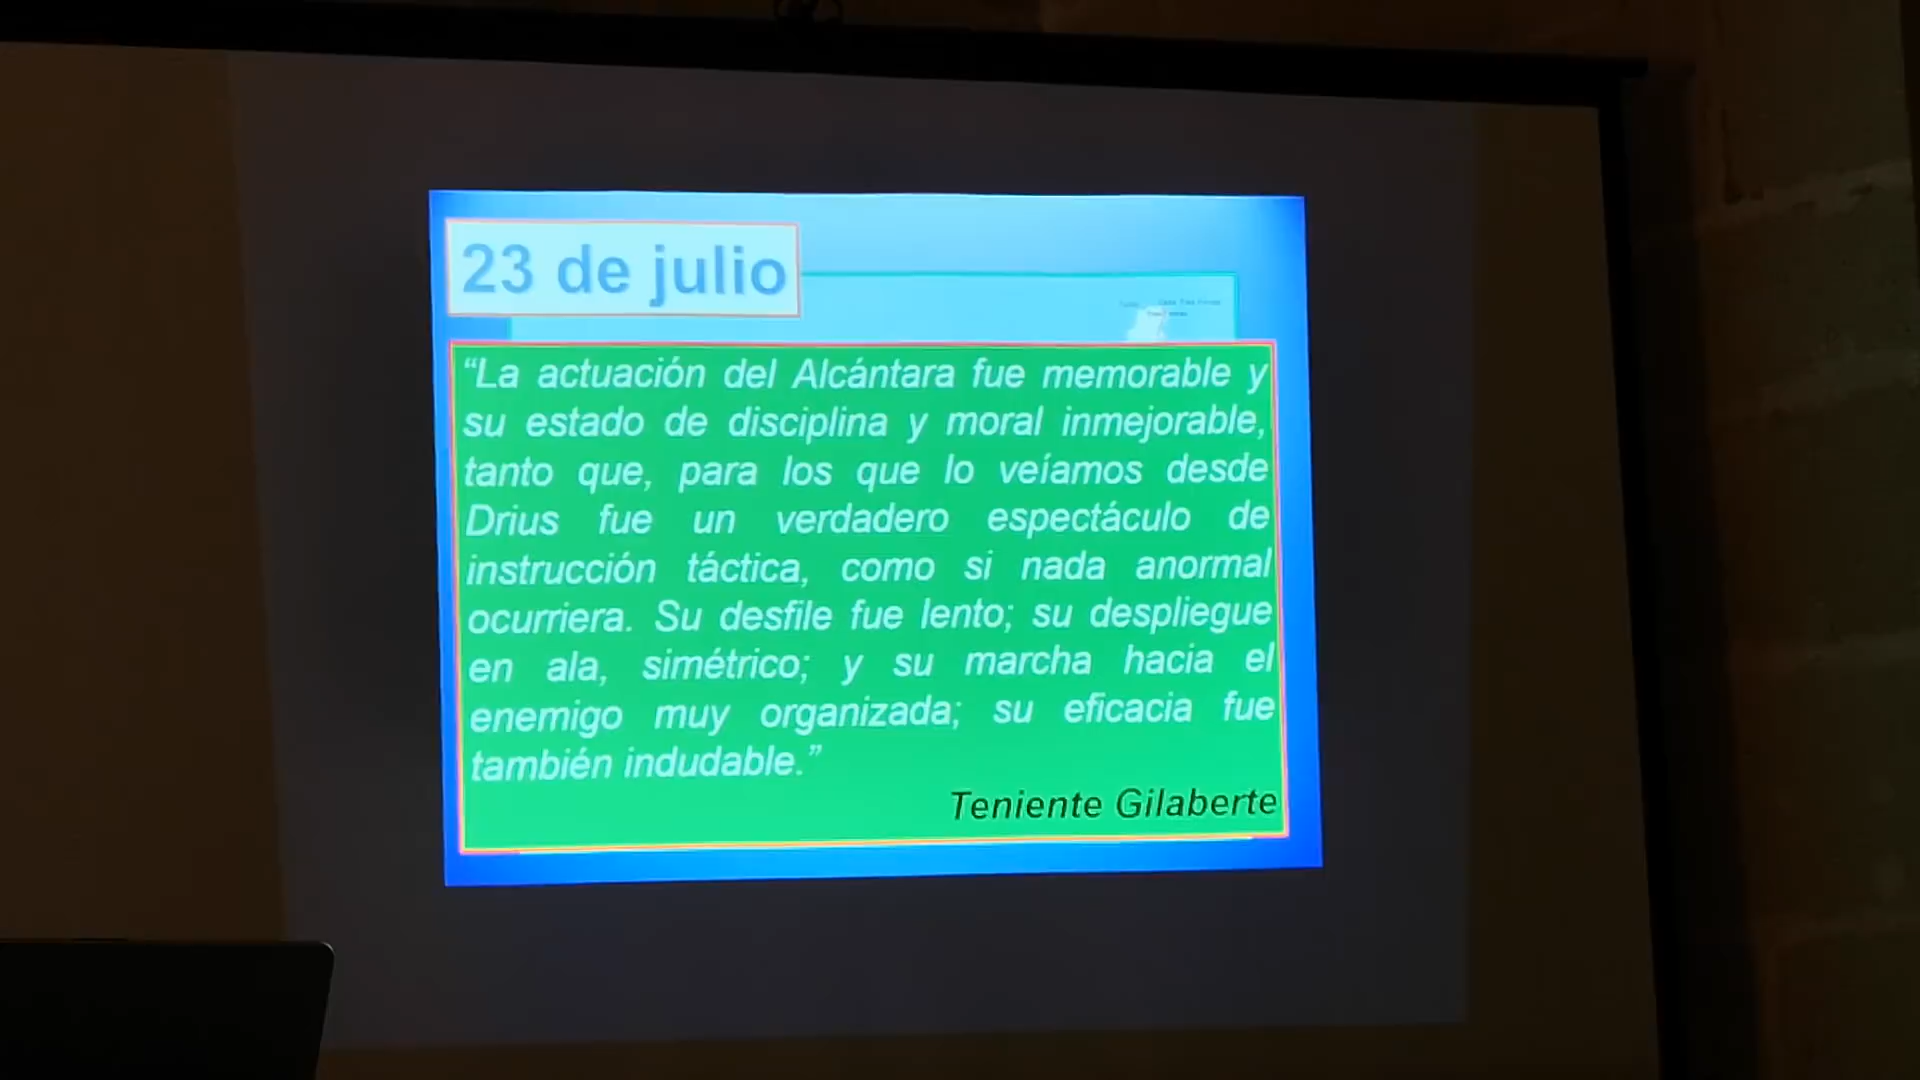 23 de julio
“La actuación del Alcántara fue memorable y
su estado de disciplina y moral inmejorable,
tanto que, para los que lo veíamos desde
Drius fue un verdadero espectáculo de
instrucción táctica, como si nada anormal
ocurriera. Su desfile fue lento; su despliegue
en ala, simétrico; y su marcha hacia el
enemigo muy organizada; su eficacia fue
también indudable.”
Teniente Gilaberte